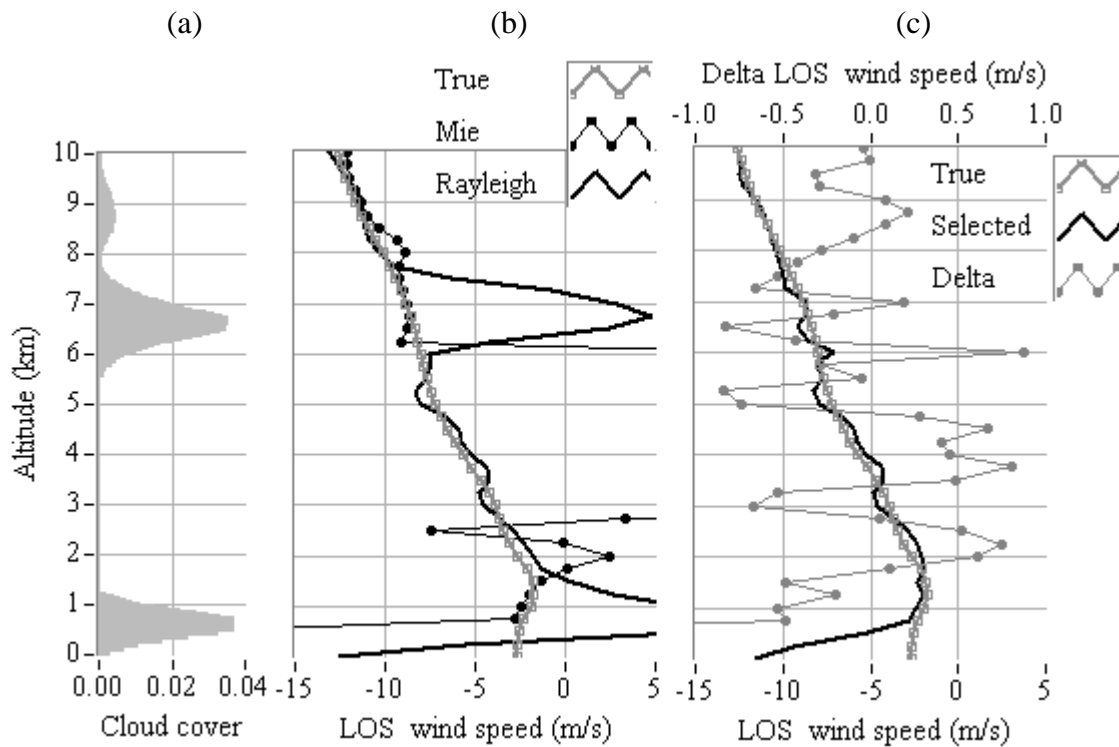 (a)
(b)
(c)
True
Mie
Rayleigh
Delta LOS wind speed (m/s)
-1.0 -0.5 0.0 0.5 1.0
True
Selected
Delta
Altitude (km)
10
9
8
7
6
5
4
3
2
1
0
0.00 0.02 0.04
Cloud cover
-15 -10 -5 0 5
LOS wind speed (m/s)
-15 -10 -5 0 5
LOS wind speed (m/s)